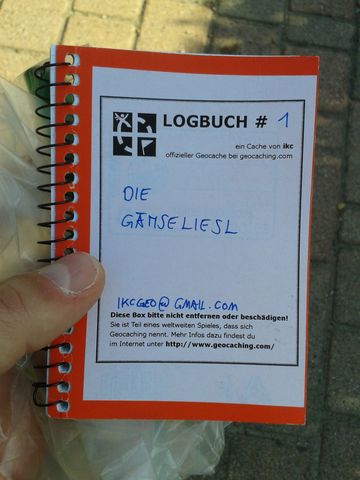 LOGBUCH # 1
ein Cache von ikc
offizieller Geocache bei geocaching.com
DIE
GÄMSELIESL
IKCGEO@GMAIL.COM
Diese Box bitte nicht entfernen oder beschädigen!
Sie ist Teil eines weltweiten Spieles, dass sich
Geocaching nennt. Mehr Infos dazu findest du
im Internet unter http://www.geocaching.com/